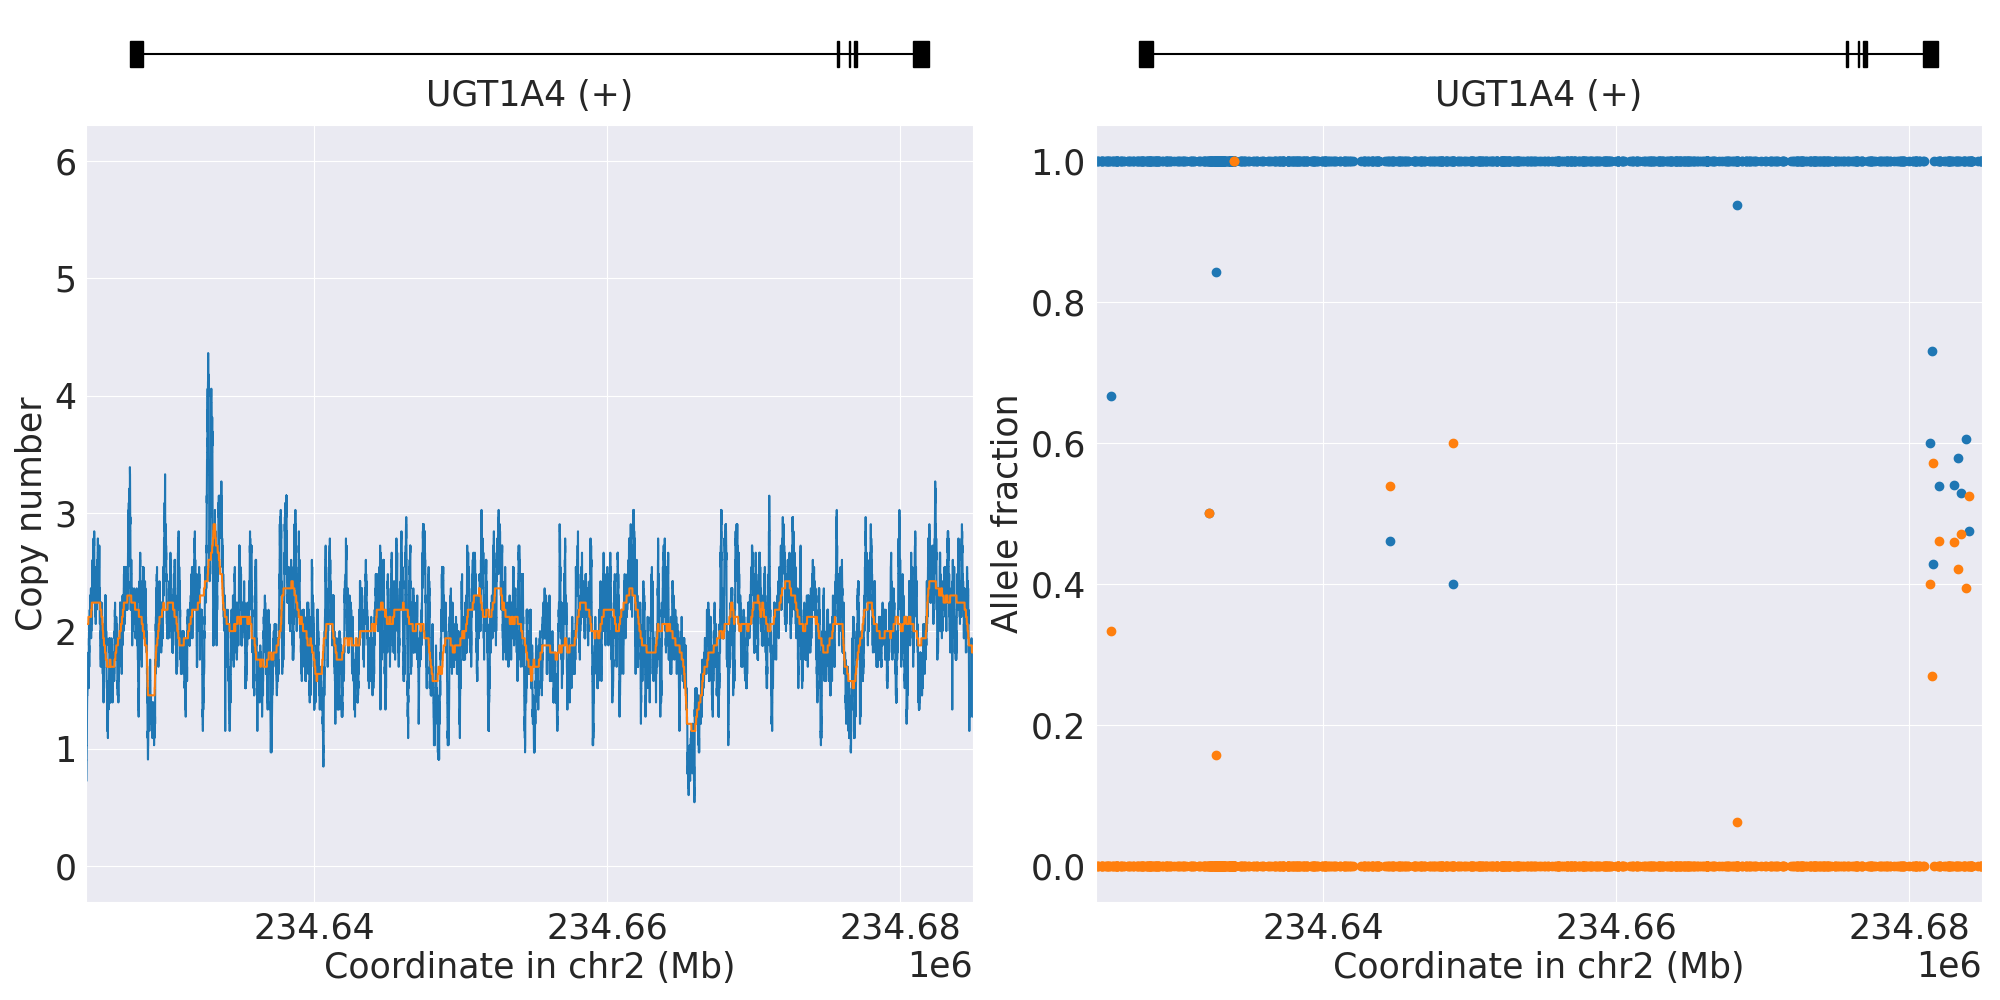 UGT1A4 (+)
6
5
4
3
2
1
0
Copy number
234.64 234.66 234.68
1e6
Coordinate in chr2 (Mb)
UGT1A4 (+)
1.0
0.8
0.6
0.4
0.2
0.0
Allele fraction
234.64 234.66 234.68
1e6
Coordinate in chr2 (Mb)